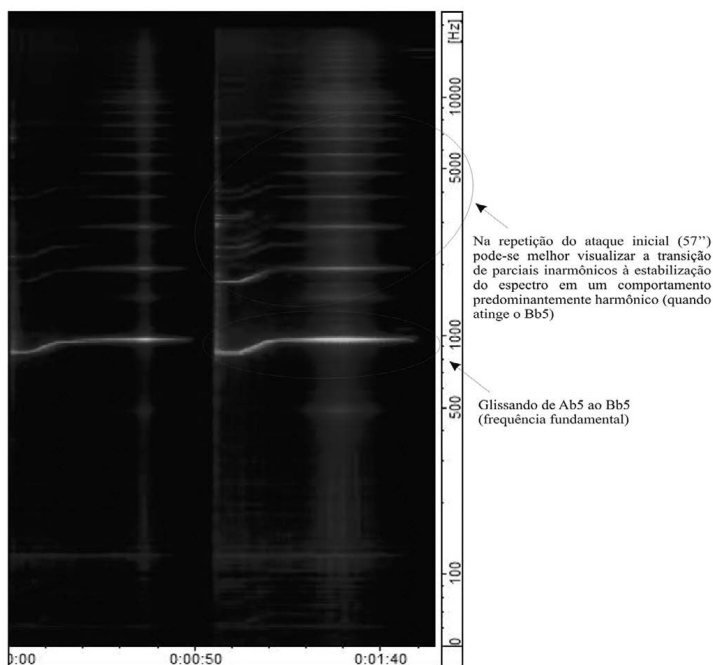 [Hz]
10000
5000
1000
500
100
0
0:00
0:00:50
0:01:40
Na repetição do ataque inicial (57’’)
pode-se melhor visualizar a transição
de parciais inarmônicos à estabilização
do espectro em um comportamento
predominantemente harmônico (quando
atinge o Bb5)
Glissando de Ab5 ao Bb5
(frequência fundamental)